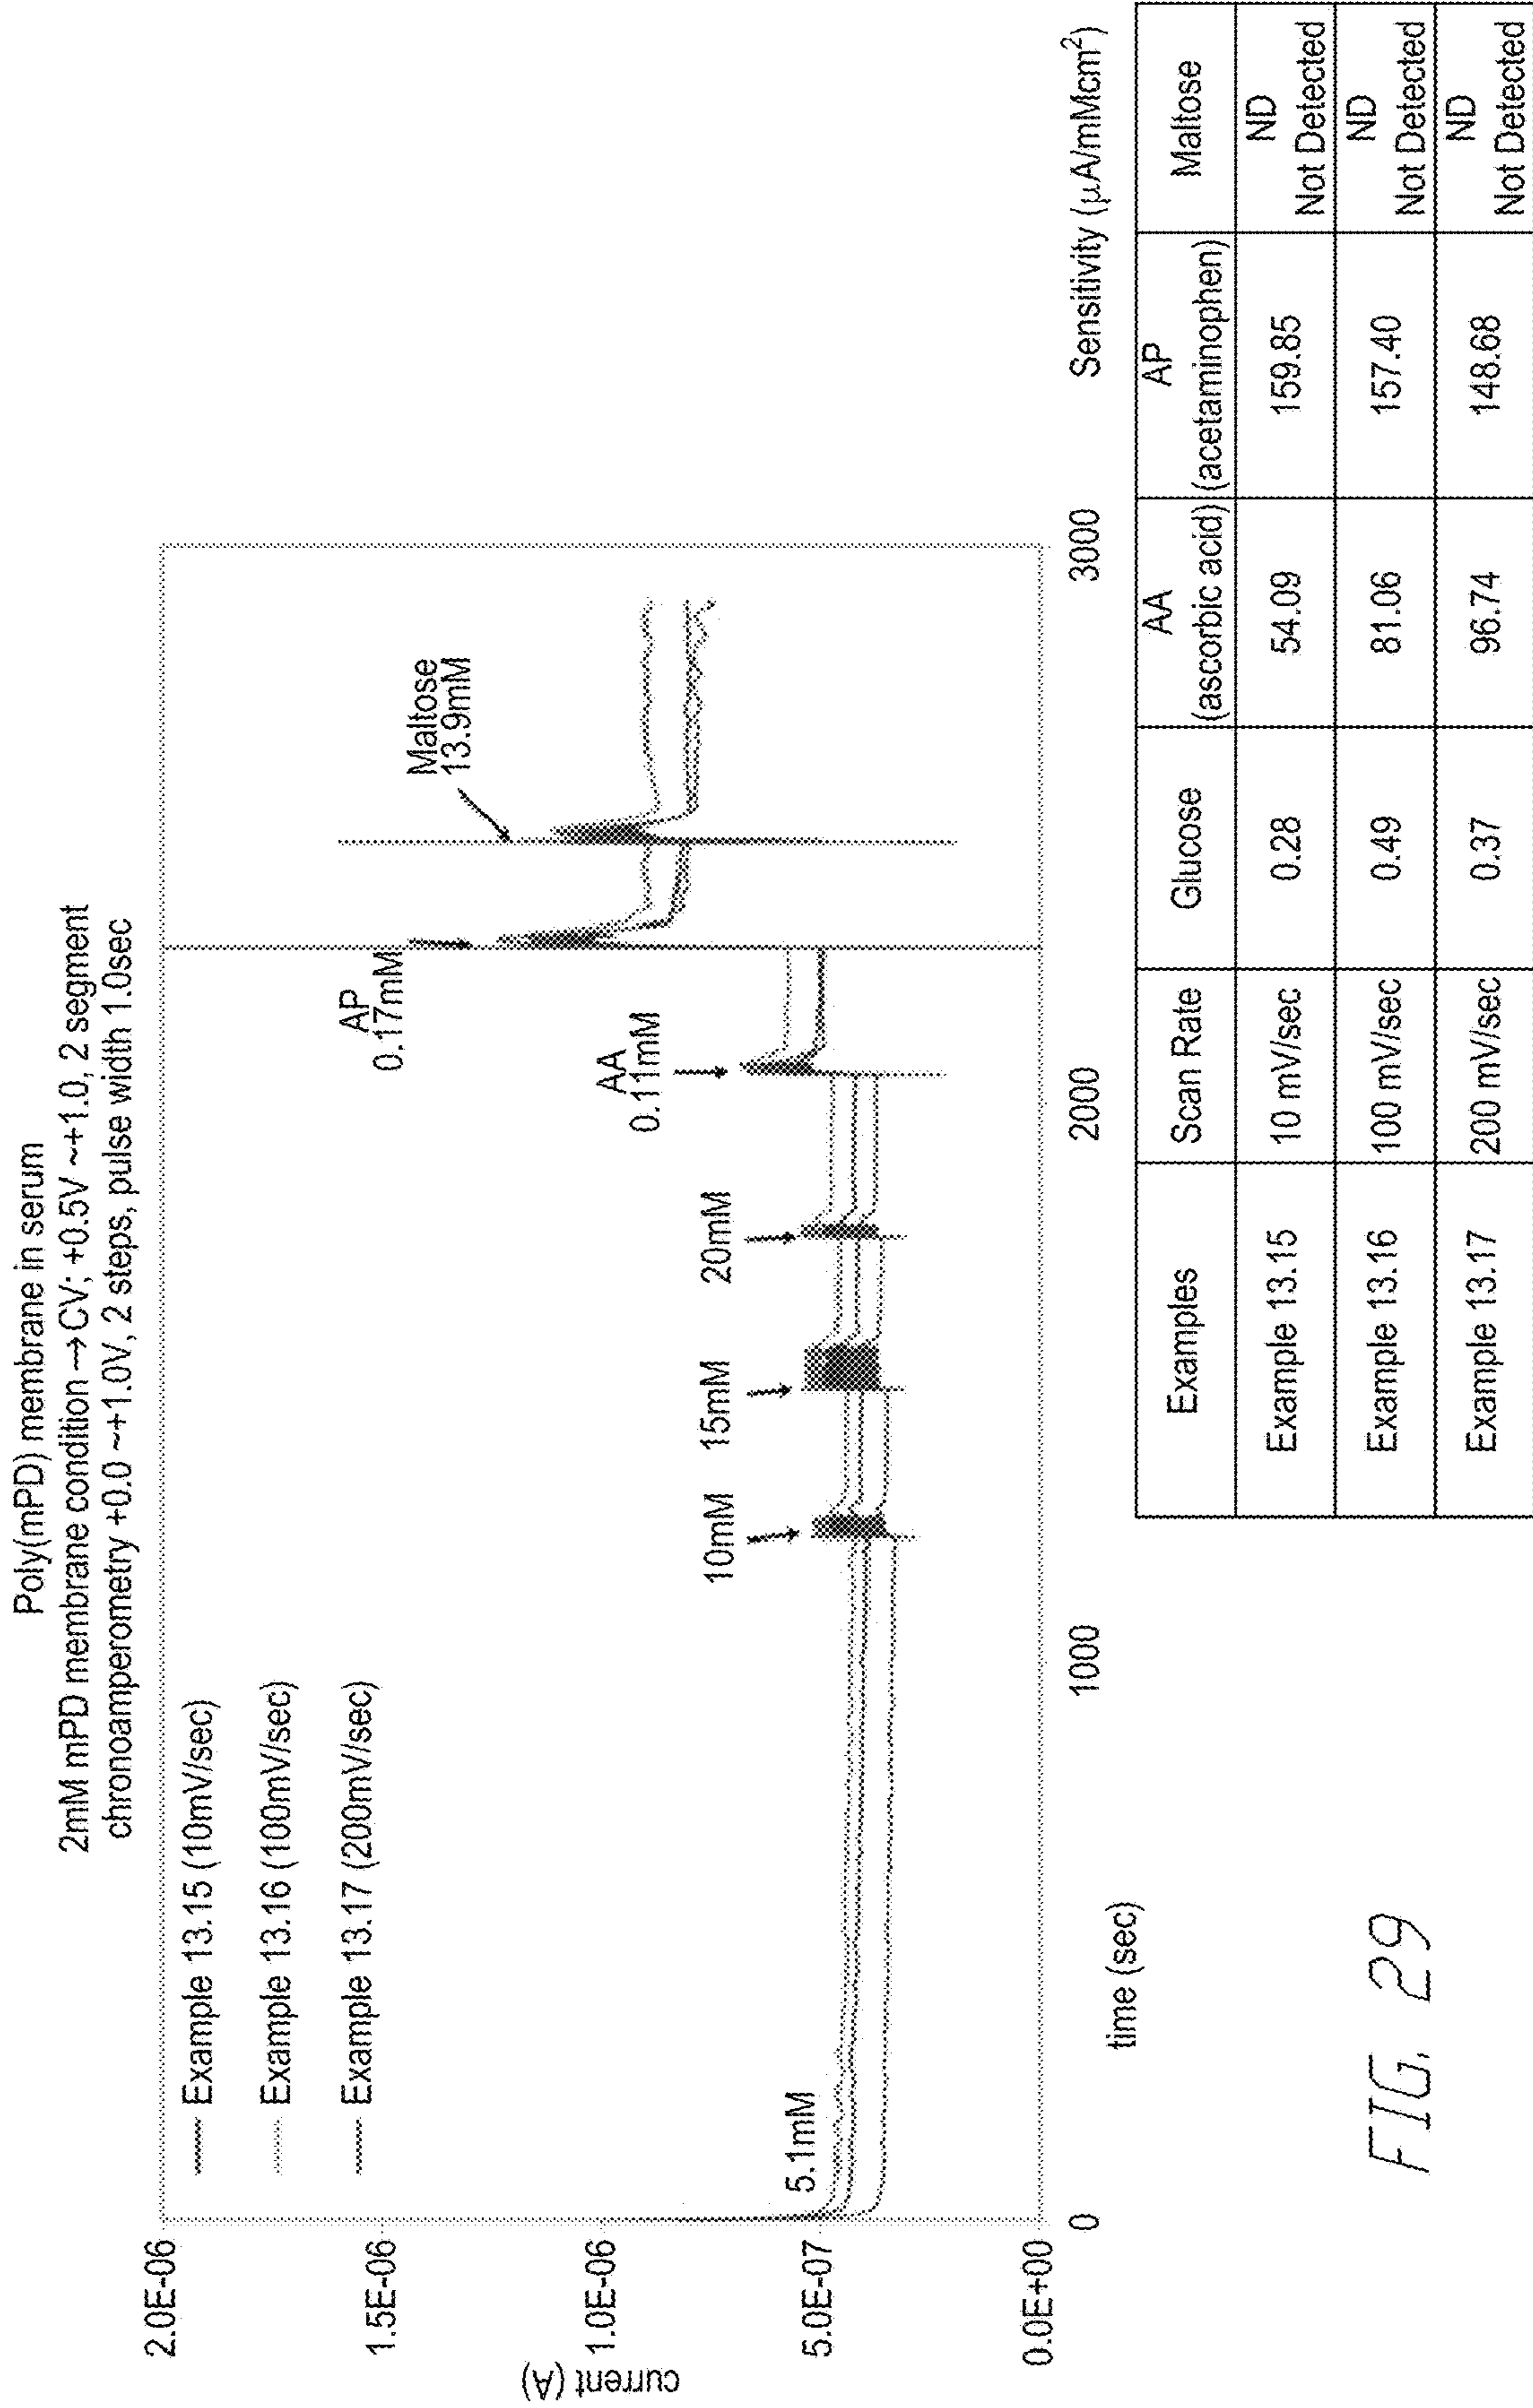 Poly(mPD) membrane in serum
2mM mPD membrane condition →CV; +0.5V ~+1.0, 2 segment
chronoamperometry +0.0 ~+1.0V, 2 steps, pulse width 1.0sec
Example 13.15 (10mV/sec)
Example 13.16 (100mV/sec)
Example 13.17 (200mV/sec)
current (A)
2.0E-06
1.5E-06
1.0E-06
5.0E-07
0.0E+00
5.1mM
10mM
15mM
20mM
AA
0.11mM
AP
0.17mM
Maltose
13.9mM
0
1000
2000
3000
time (sec)
Sensitivity (μA/mMcm²)
Examples Scan Rate Glucose AA (ascorbic acid) AP (acetaminophen) Maltose
Example 13.15 10 mV/sec 0.28 54.09 159.85 ND Not Detected
Example 13.16 100 mV/sec 0.49 81.06 157.40 ND Not Detected
Example 13.17 200 mV/sec 0.37 96.74 148.68 ND Not Detected
FIG. 29